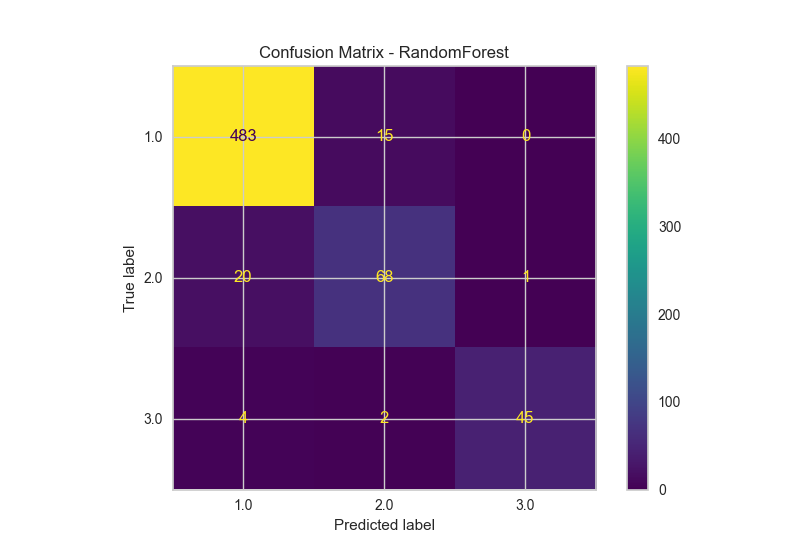 Confusion Matrix - RandomForest
1.0 483 15 0
2.0 20 68 1
3.0 4 2 45
1.0 2.0 3.0
Predicted label
True label
400
300
200
100
0